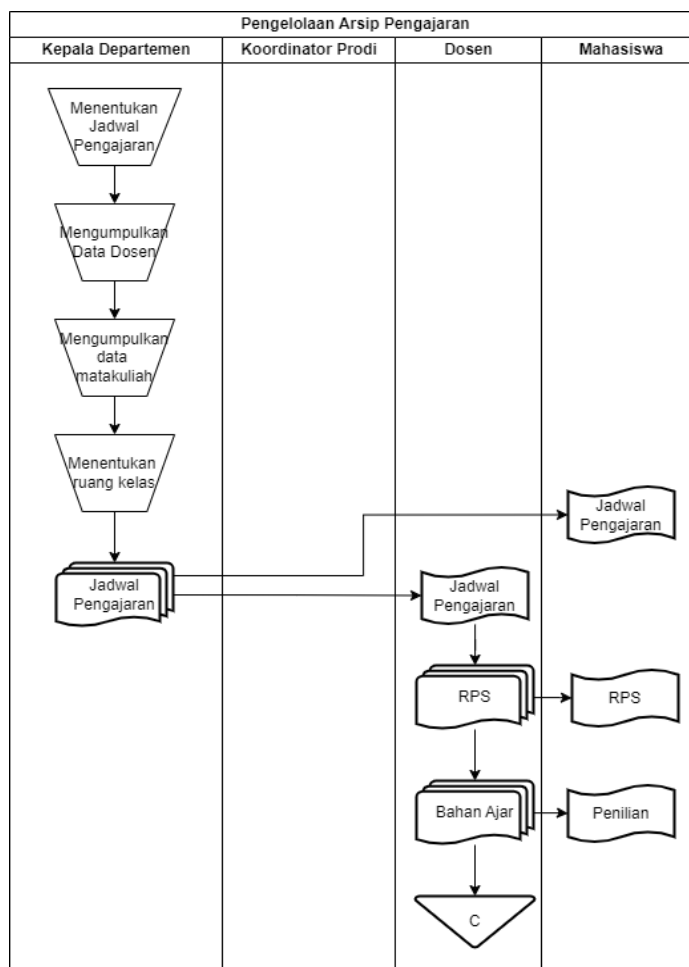 Pengelolaan Arsip Pengajaran
Kepala Departemen
Koordinator Prodi
Dosen
Mahasiswa
Menentukan
Jadwal
Pengajaran
Mengumpulkan
Data Dosen
Mengumpulkan
data
matakuliah
Menentukan
ruang kelas
Jadwal
Pengajaran
Jadwal
Pengajaran
Jadwal
Pengajaran
RPS
RPS
Bahan Ajar
Penilian
C